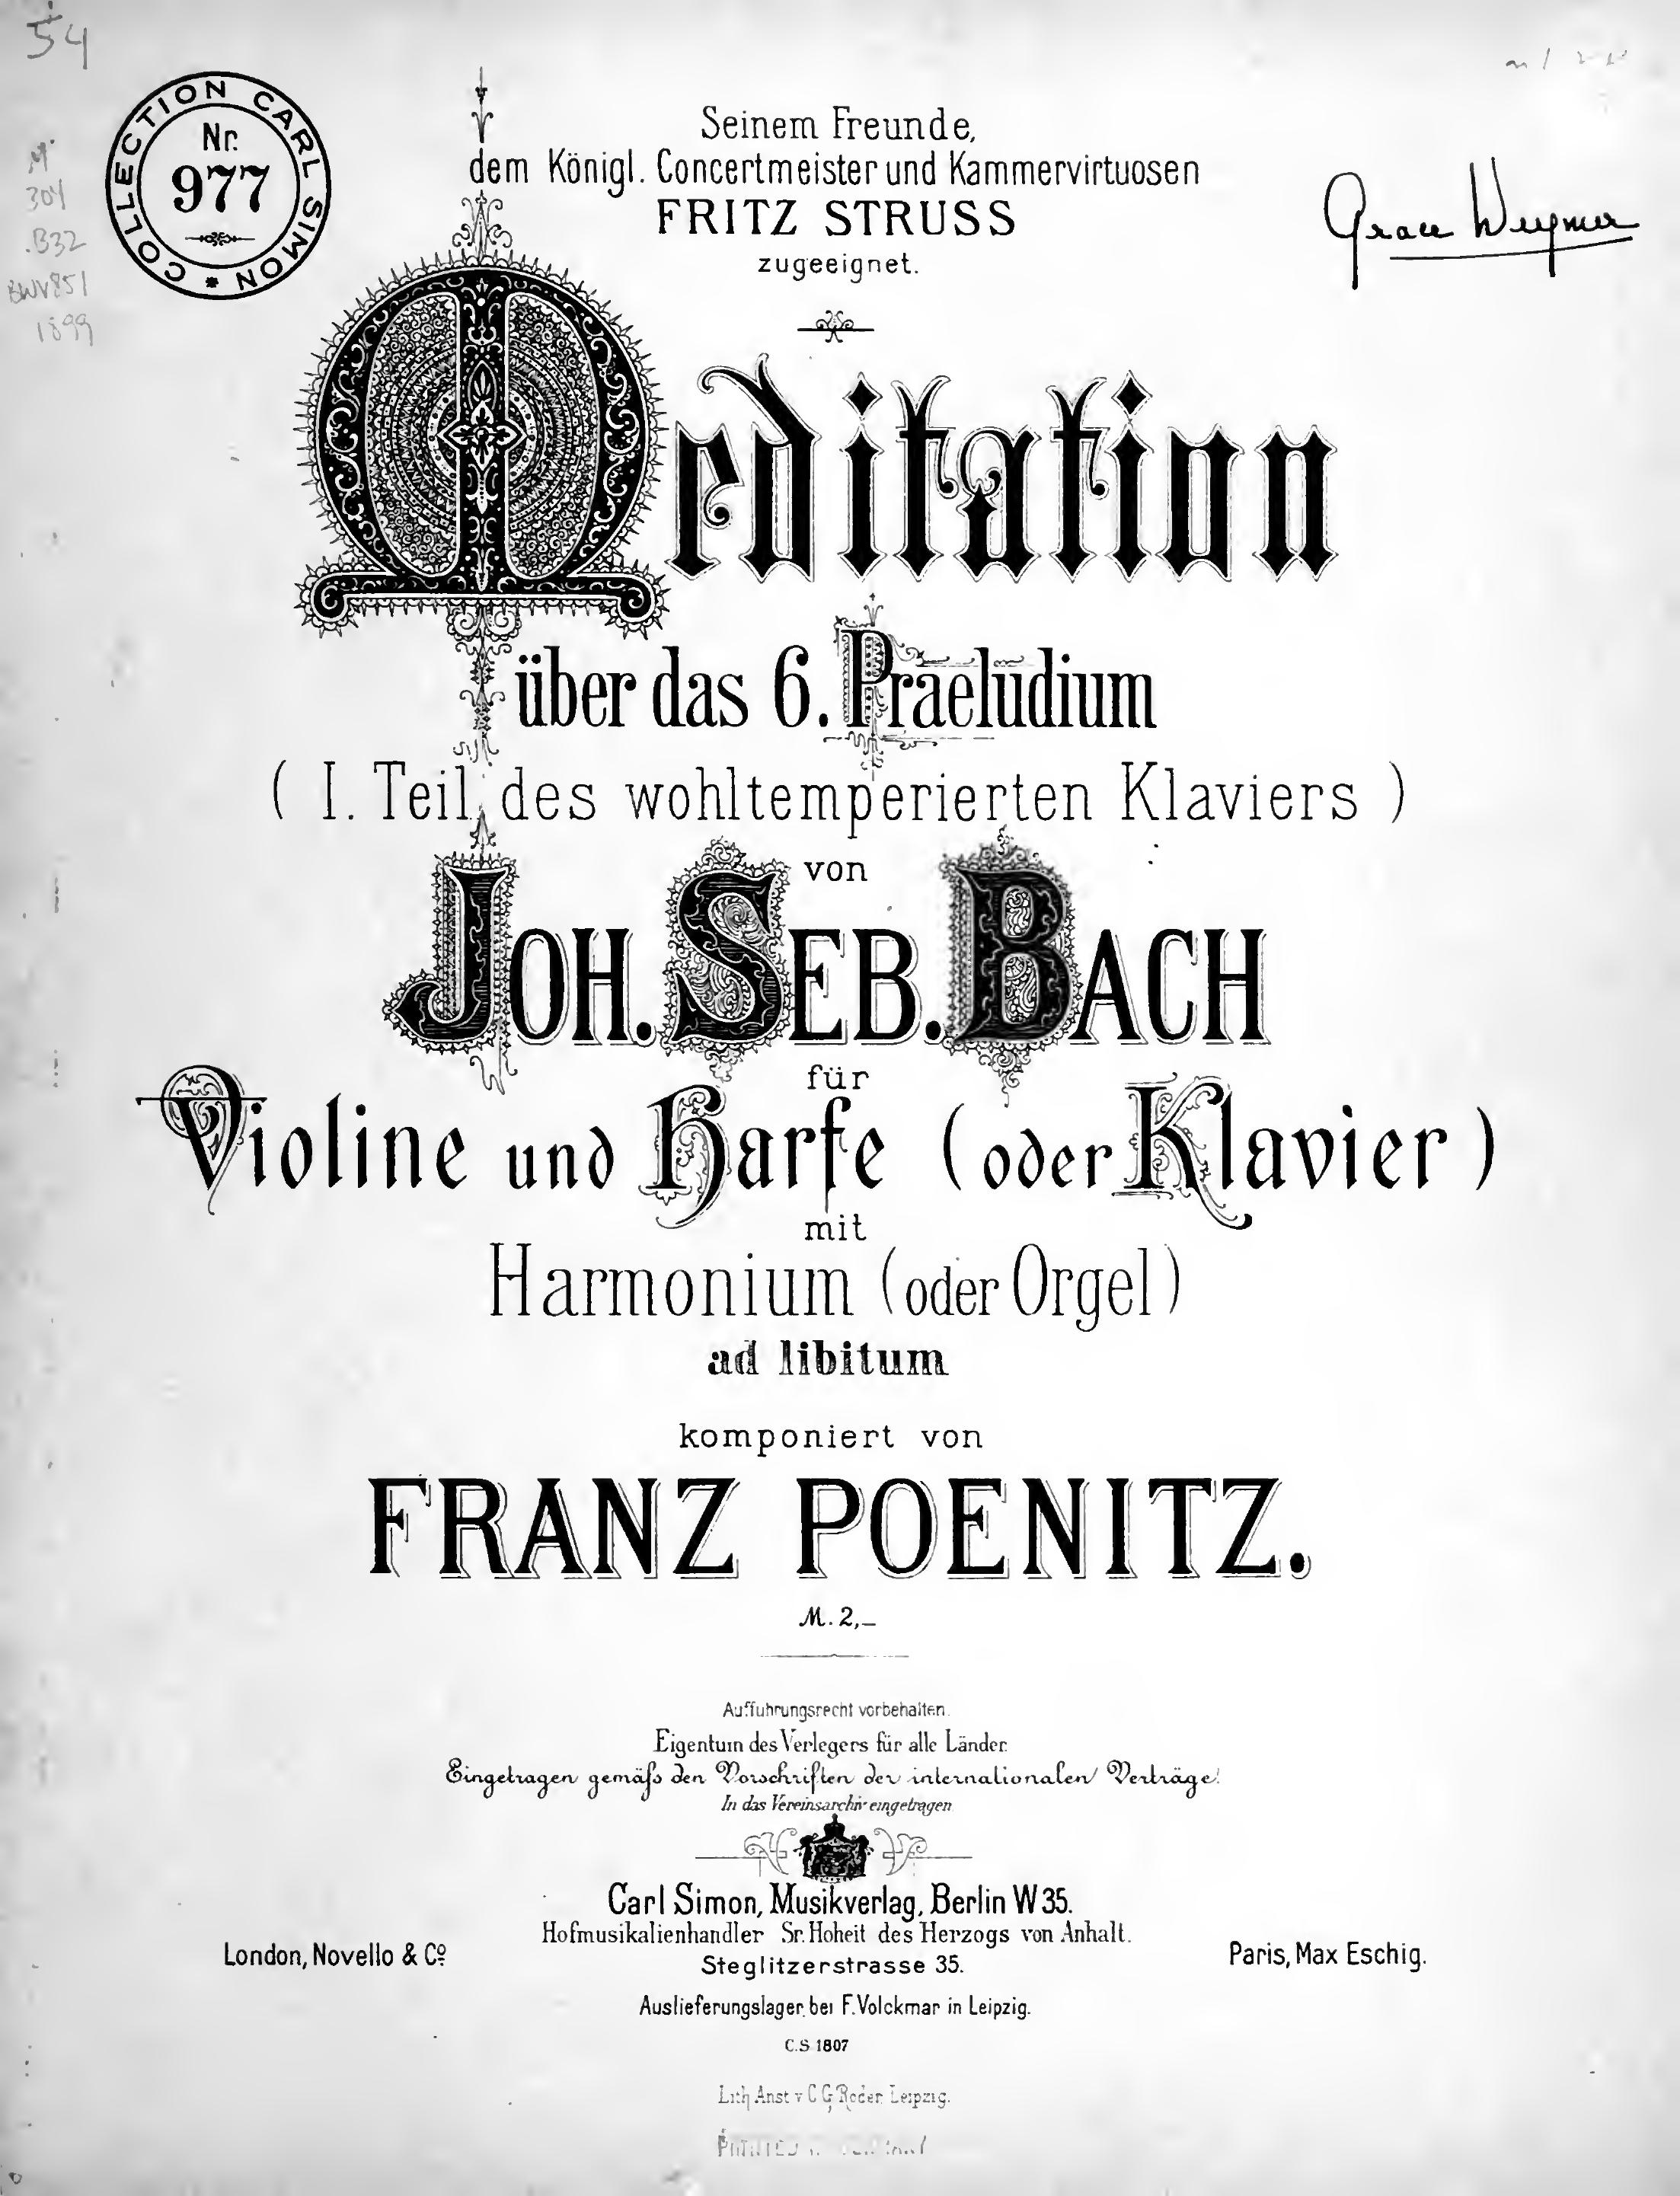 54
COLLECTION CARL SIMON
Nr.
977
M
304
.B32
BWV851
1899
Seinem Freunde,
dem Königl. Concertmeister und Kammervirtuosen
FRITZ STRUSS
zugeeignet.
Grace
Meditation
über das 6. Praeludium
( I. Teil des wohltemperierten Klaviers )
von
JOH. SEB. BACH
für
Violine und Harfe (oder Klavier)
mit
Harmonium (oder Orgel)
ad libitum
komponiert von
FRANZ POENITZ.
M. 2,–
Aufführungsrecht vorbehalten.
Eigentum des Verlegers für alle Länder.
Eingetragen gemäß den Vorschriften der internationalen Verträge.
In das Vereinsarchiv eingetragen
Carl Simon, Musikverlag, Berlin W 35.
Hofmusikalienhandler Sr. Hoheit des Herzogs von Anhalt.
Steglitzerstrasse 35.
London, Novello & Co.
Paris, Max Eschig.
Auslieferungslager bei F. Volckmar in Leipzig.
C.S. 1807
Lith Anst v C G Roder, Leipzig.